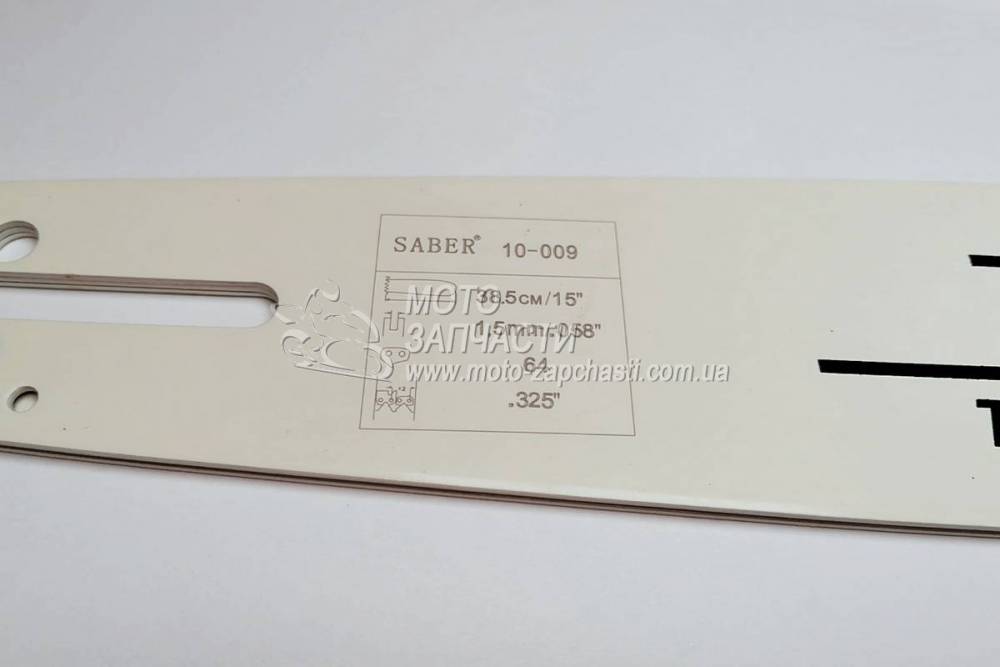 SABER® 10-009
38.5см/15"
1.5mm/.058"
64
.325"
МОТО
ЗАПЧАСТИ
www.moto-zapchasti.com.ua